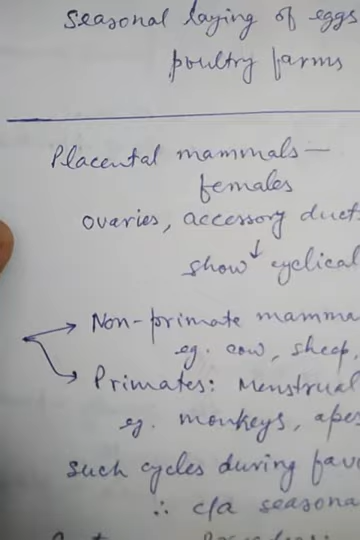 seasonal laying of eggs
poultry farms
Placental mammals—
females
ovaries, accessory duct
↓
show cyclical
→ Non-primate mamma
eg. cow, sheep,
→ Primates: Menstrual
eg. monkeys, apes
such cycles during fav
∴ c/a seasona